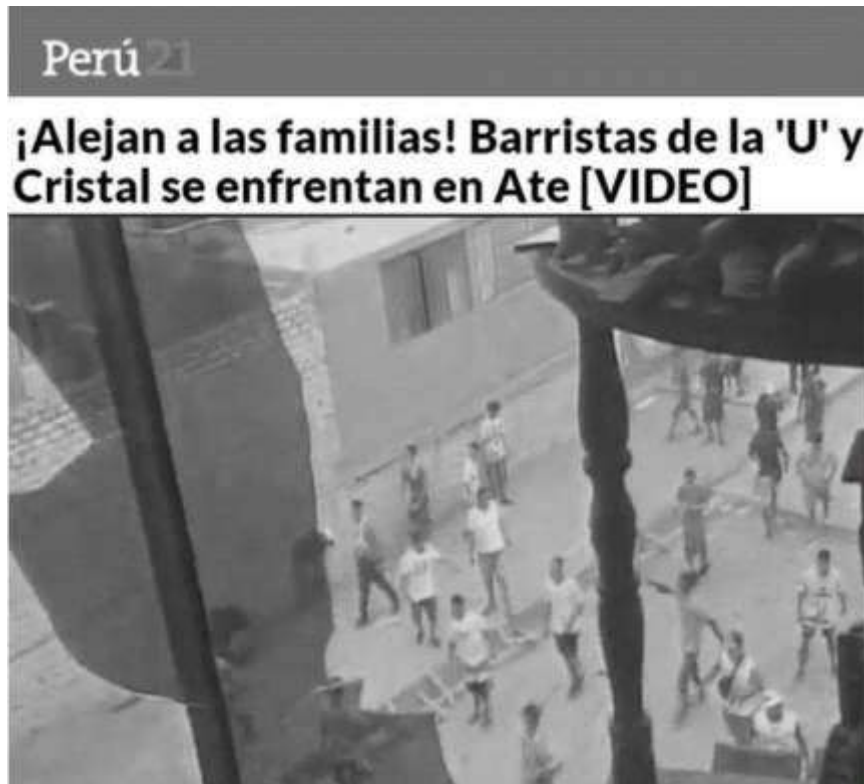 Perú21
¡Alejan a las familias! Barristas de la 'U' y
Cristal se enfrentan en Ate [VIDEO]